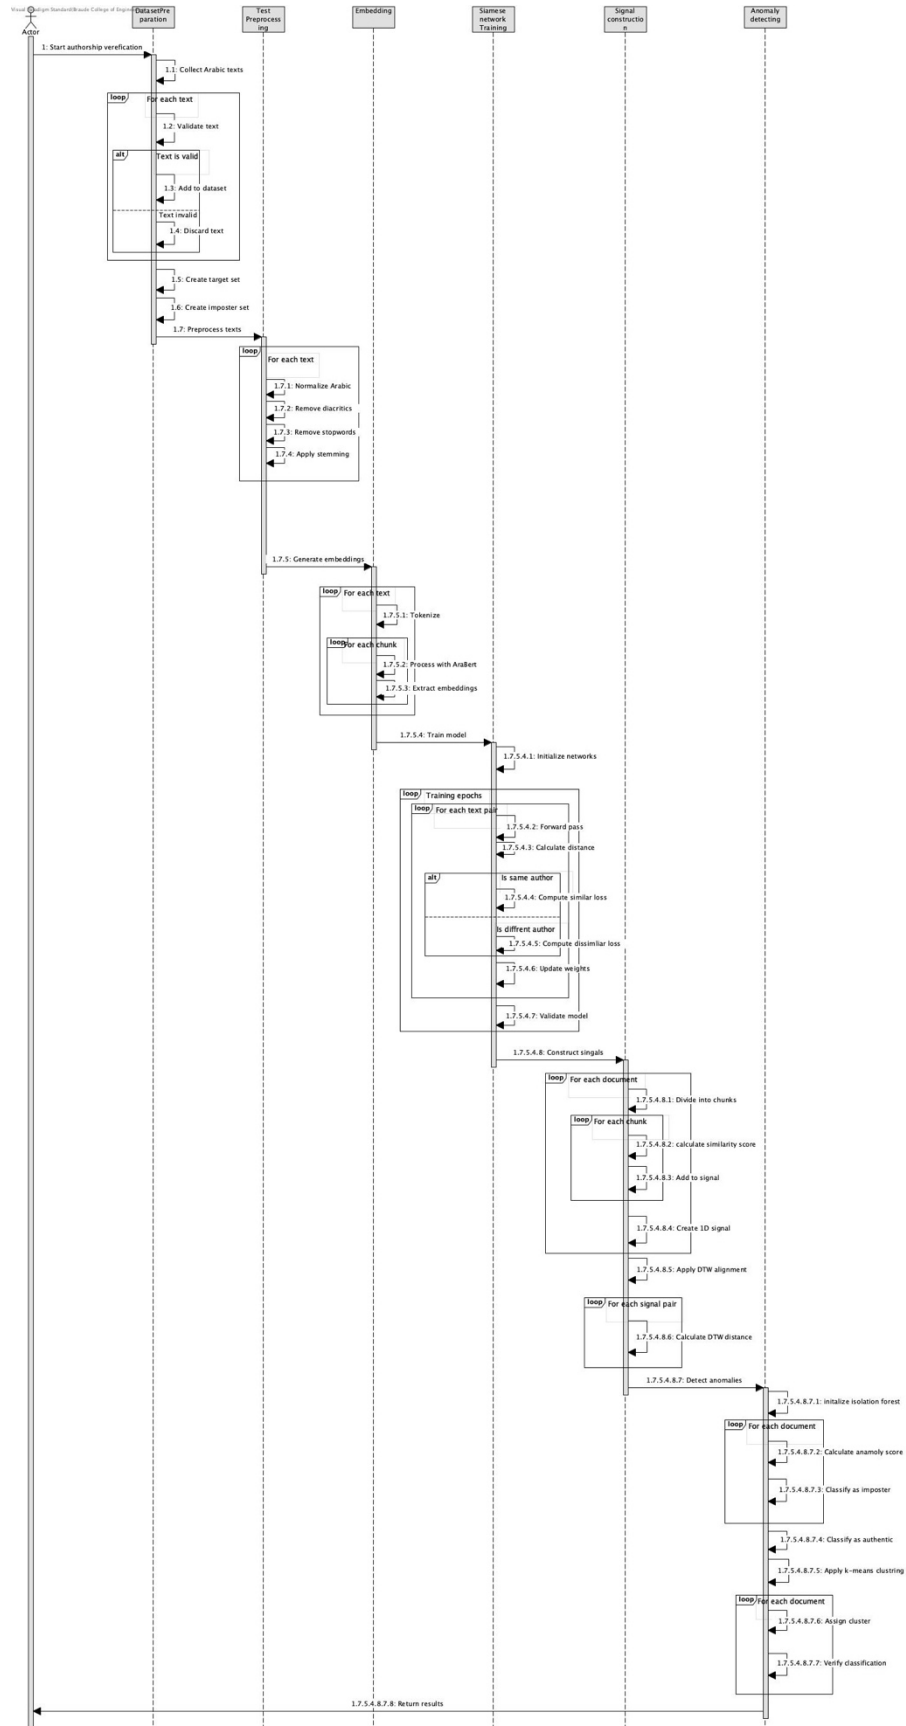 Visual Paradigm Standard(Braude College of Engine
Actor
DatasetPre
paration
Test
Preprocess
ing
Embedding
Siamese
network
Training
Signal
constructio
n
Anomaly
detecting
1: Start authorship verefication
1.1: Collect Arabic texts
loop
For each text
1.2: Validate text
alt
Text is valid
1.3: Add to dataset
Text invalid
1.4: Discard text
1.5: Create target set
1.6: Create imposter set
1.7: Preprocess texts
loop
For each text
1.7.1: Normalize Arabic
1.7.2: Remove diacritics
1.7.3: Remove stopwords
1.7.4: Apply stemming
1.7.5: Generate embeddings
loop
For each text
1.7.5.1: Tokenize
loop
For each chunk
1.7.5.2: Process with AraBert
1.7.5.3: Extract embeddings
1.7.5.4: Train model
1.7.5.4.1: Initialize networks
loop
Training epochs
loop
For each text pair
1.7.5.4.2: Forward pass
1.7.5.4.3: Calculate distance
alt
Is same author
1.7.5.4.4: Compute similar loss
Is diffrent author
1.7.5.4.5: Compute dissimliar loss
1.7.5.4.6: Update weights
1.7.5.4.7: Validate model
1.7.5.4.8: Construct singals
loop
For each document
1.7.5.4.8.1: Divide into chunks
loop
For each chunk
1.7.5.4.8.2: calculate similarity score
1.7.5.4.8.3: Add to signal
1.7.5.4.8.4: Create 1D signal
1.7.5.4.8.5: Apply DTW alignment
loop
For each signal pair
1.7.5.4.8.6: Calculate DTW distance
1.7.5.4.8.7: Detect anomalies
1.7.5.4.8.7.1: initalize isolation forest
loop
For each document
1.7.5.4.8.7.2: Calculate anamoly score
1.7.5.4.8.7.3: Classify as imposter
1.7.5.4.8.7.4: Classify as authentic
1.7.5.4.8.7.5: Apply k-means clustring
loop
For each document
1.7.5.4.8.7.6: Assign cluster
1.7.5.4.8.7.7: Verify classification
1.7.5.4.8.7.8: Return results